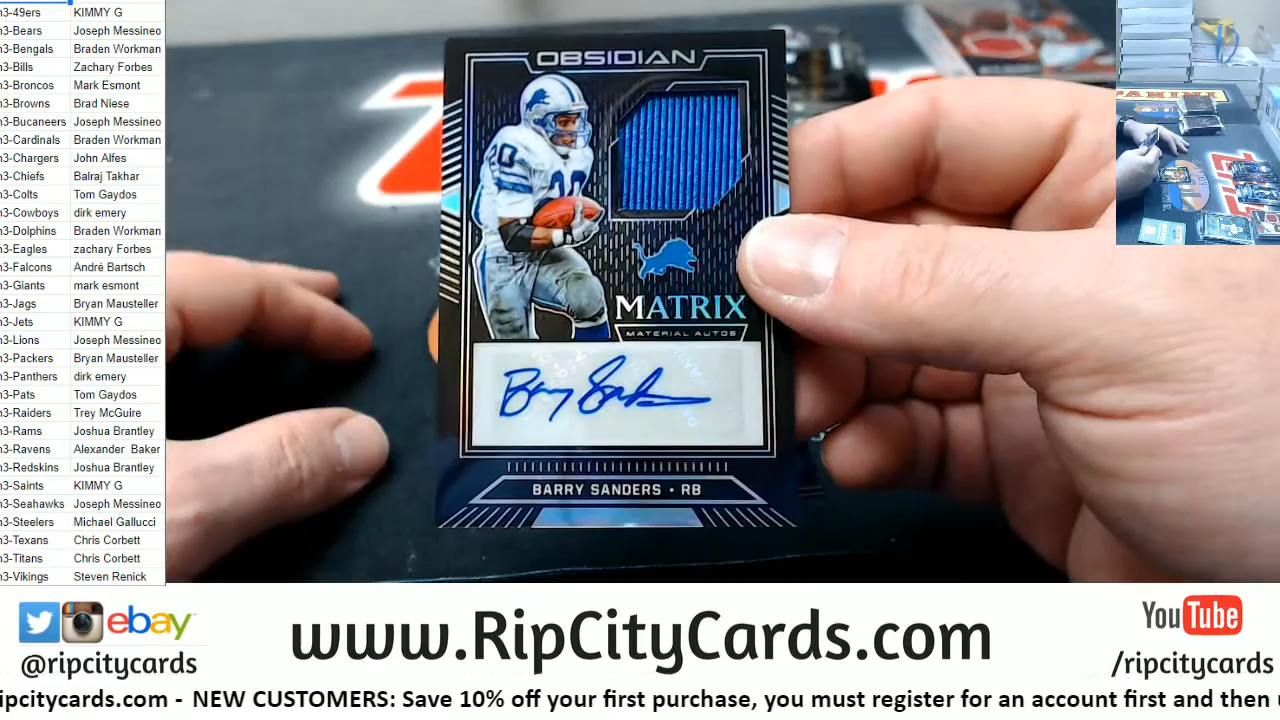 n3-49ers KIMMY G
n3-Bears Joseph Messineo
n3-Bengals Braden Workman
n3-Bills Zachary Forbes
n3-Broncos Mark Esmont
n3-Browns Brad Niese
n3-Bucaneers Joseph Messineo
n3-Cardinals Braden Workman
n3-Chargers John Alfes
n3-Chiefs Balraj Takhar
n3-Colts Tom Gaydos
n3-Cowboys dirk emery
n3-Dolphins Braden Workman
n3-Eagles zachary Forbes
n3-Falcons André Bartsch
n3-Giants mark esmont
n3-Jags Bryan Mausteller
n3-Jets KIMMY G
n3-Lions Joseph Messineo
n3-Packers Bryan Mausteller
n3-Panthers dirk emery
n3-Pats Tom Gaydos
n3-Raiders Trey McGuire
n3-Rams Joshua Brantley
n3-Ravens Alexander Baker
n3-Redskins Joshua Brantley
n3-Saints KIMMY G
n3-Seahawks Joseph Messineo
n3-Steelers Michael Gallucci
n3-Texans Chris Corbett
n3-Titans Chris Corbett
n3-Vikings Steven Renick
OBSIDIAN
20
20
MATRIX
MATERIAL AUTOS
Barry Sanders
BARRY SANDERS • RB
PANINI
ebay
@ripcitycards
www.RipCityCards.com
YouTube
/ripcitycards
ripcitycards.com - NEW CUSTOMERS: Save 10% off your first purchase, you must register for an account first and then